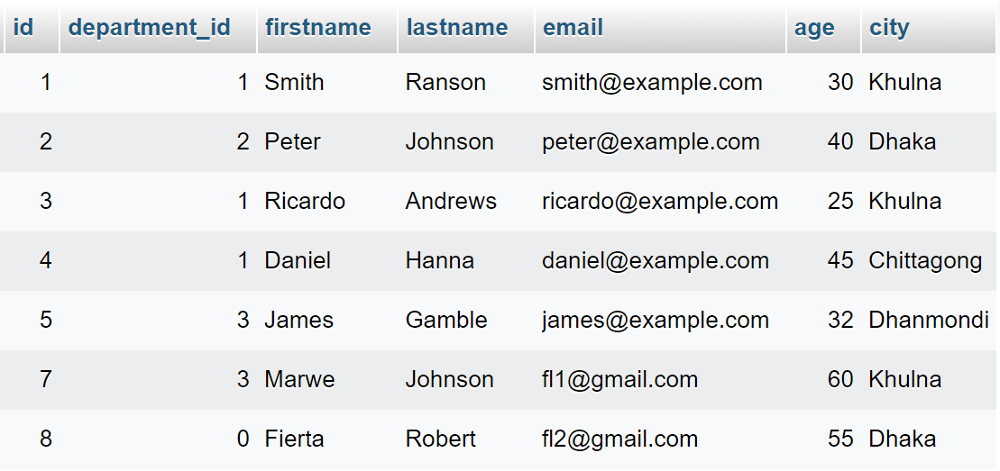 id department_id firstname lastname email age city
1 1 Smith Ranson smith@example.com 30 Khulna
2 2 Peter Johnson peter@example.com 40 Dhaka
3 1 Ricardo Andrews ricardo@example.com 25 Khulna
4 1 Daniel Hanna daniel@example.com 45 Chittagong
5 3 James Gamble james@example.com 32 Dhanmondi
7 3 Marwe Johnson fl1@gmail.com 60 Khulna
8 0 Fierta Robert fl2@gmail.com 55 Dhaka